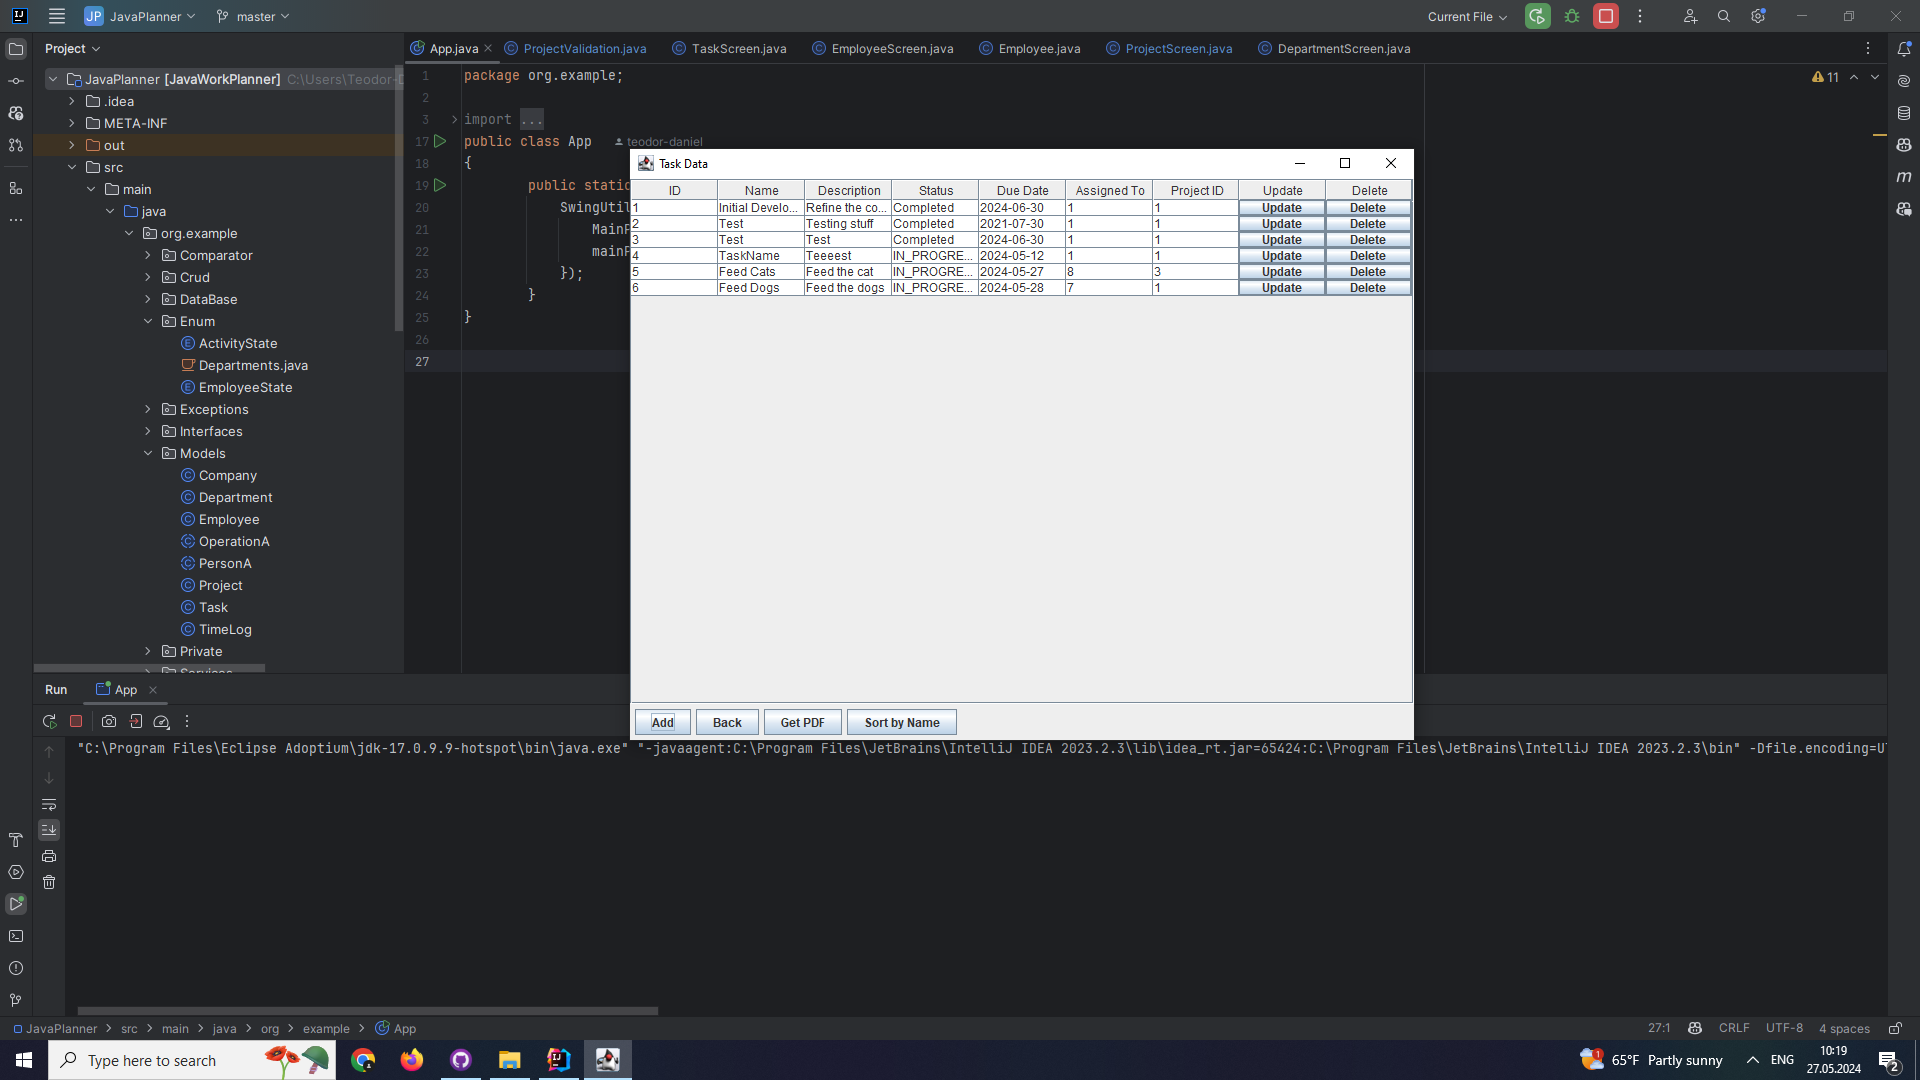 JP JavaPlanner master Current File
Project
App.java ProjectValidation.java TaskScreen.java EmployeeScreen.java Employee.java ProjectScreen.java DepartmentScreen.java
JavaPlanner [JavaWorkPlanner] C:\Users\Teodor-D
.idea
META-INF
out
src
main
java
org.example
Comparator
Crud
DataBase
Enum
ActivityState
Departments.java
EmployeeState
Exceptions
Interfaces
Models
Company
Department
Employee
OperationA
PersonA
Project
Task
TimeLog
Private
Services
1 package org.example;
2
3 import ...
17 public class App teodor-daniel
18 {
19 public static
20 SwingUtil
21 MainF
22 mainF
23 });
24 }
25 }
26
27
11
Task Data
ID Name Description Status Due Date Assigned To Project ID Update Delete
1 Initial Develo... Refine the co... Completed 2024-06-30 1 1 Update Delete
2 Test Testing stuff Completed 2021-07-30 1 1 Update Delete
3 Test Test Completed 2024-06-30 1 1 Update Delete
4 TaskName Teeeest IN_PROGRE... 2024-05-12 1 1 Update Delete
5 Feed Cats Feed the cat IN_PROGRE... 2024-05-27 8 3 Update Delete
6 Feed Dogs Feed the dogs IN_PROGRE... 2024-05-28 7 1 Update Delete
Add Back Get PDF Sort by Name
Run App
"C:\Program Files\Eclipse Adoptium\jdk-17.0.9.9-hotspot\bin\java.exe" "-javaagent:C:\Program Files\JetBrains\IntelliJ IDEA 2023.2.3\lib\idea_rt.jar=65424:C:\Program Files\JetBrains\IntelliJ IDEA 2023.2.3\bin" -Dfile.encoding=U
JavaPlanner > src > main > java > org > example > App 27:1 CRLF UTF-8 4 spaces
Type here to search 65°F Partly sunny ENG 10:19
27.05.2024 2